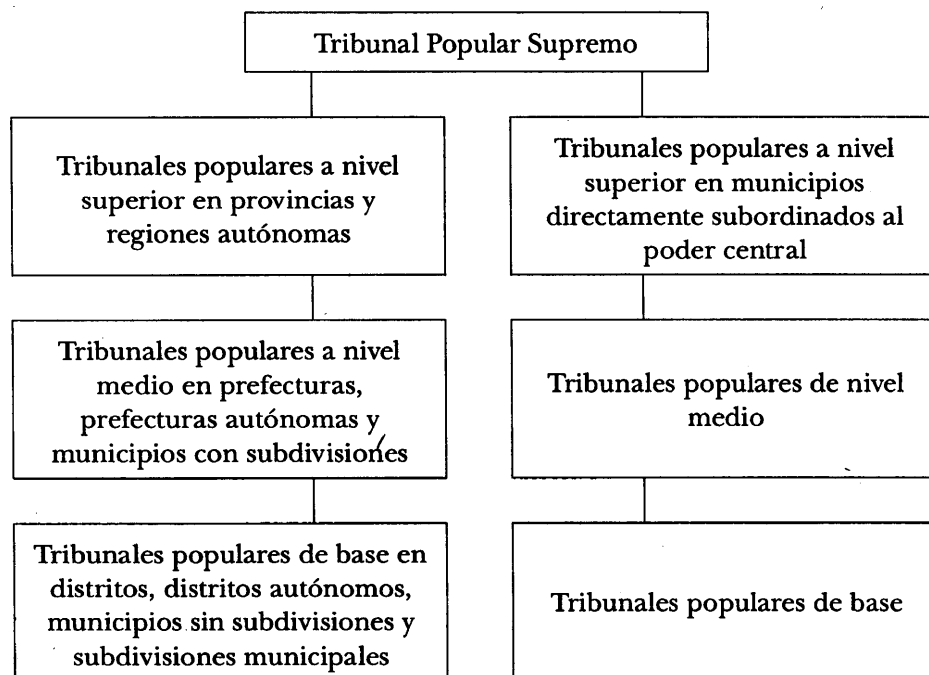 Tribunal Popular Supremo
Tribunales populares a nivel
superior en provincias y
regiones autónomas
Tribunales populares a nivel
superior en municipios
directamente subordinados al
poder central
Tribunales populares a nivel
medio en prefecturas,
prefecturas autónomas y
municipios con subdivisiones
Tribunales populares de nivel
medio
Tribunales populares de base en
distritos, distritos autónomos,
municipios sin subdivisiones y
subdivisiones municipales
Tribunales populares de base